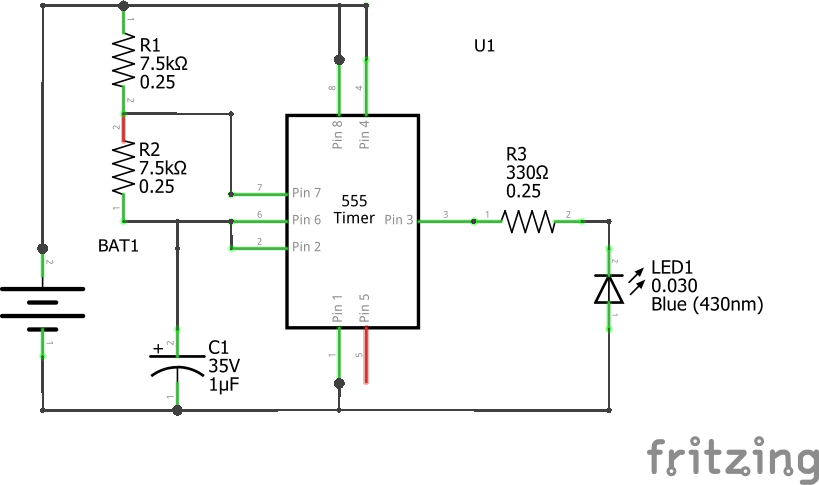 1
R1
7.5kΩ
0.25
2
2
R2
7.5kΩ
0.25
1
U1
8
4
Pin 8
Pin 4
7
Pin 7
6
Pin 6
2
Pin 2
555
Timer
Pin 3
3
Pin 1
Pin 5
1
5
R3
330Ω
0.25
1
2
BAT1
2
1
2
LED1
0.030
Blue (430nm)
1
+
2
C1
35V
1µF
1
fritzing